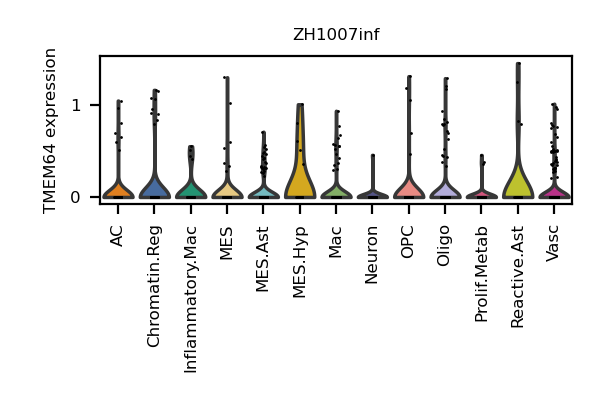 ZH1007inf
TMEM64 expression
1
0
AC
Chromatin.Reg
Inflammatory.Mac
MES
MES.Ast
MES.Hyp
Mac
Neuron
OPC
Oligo
Prolif.Metab
Reactive.Ast
Vasc